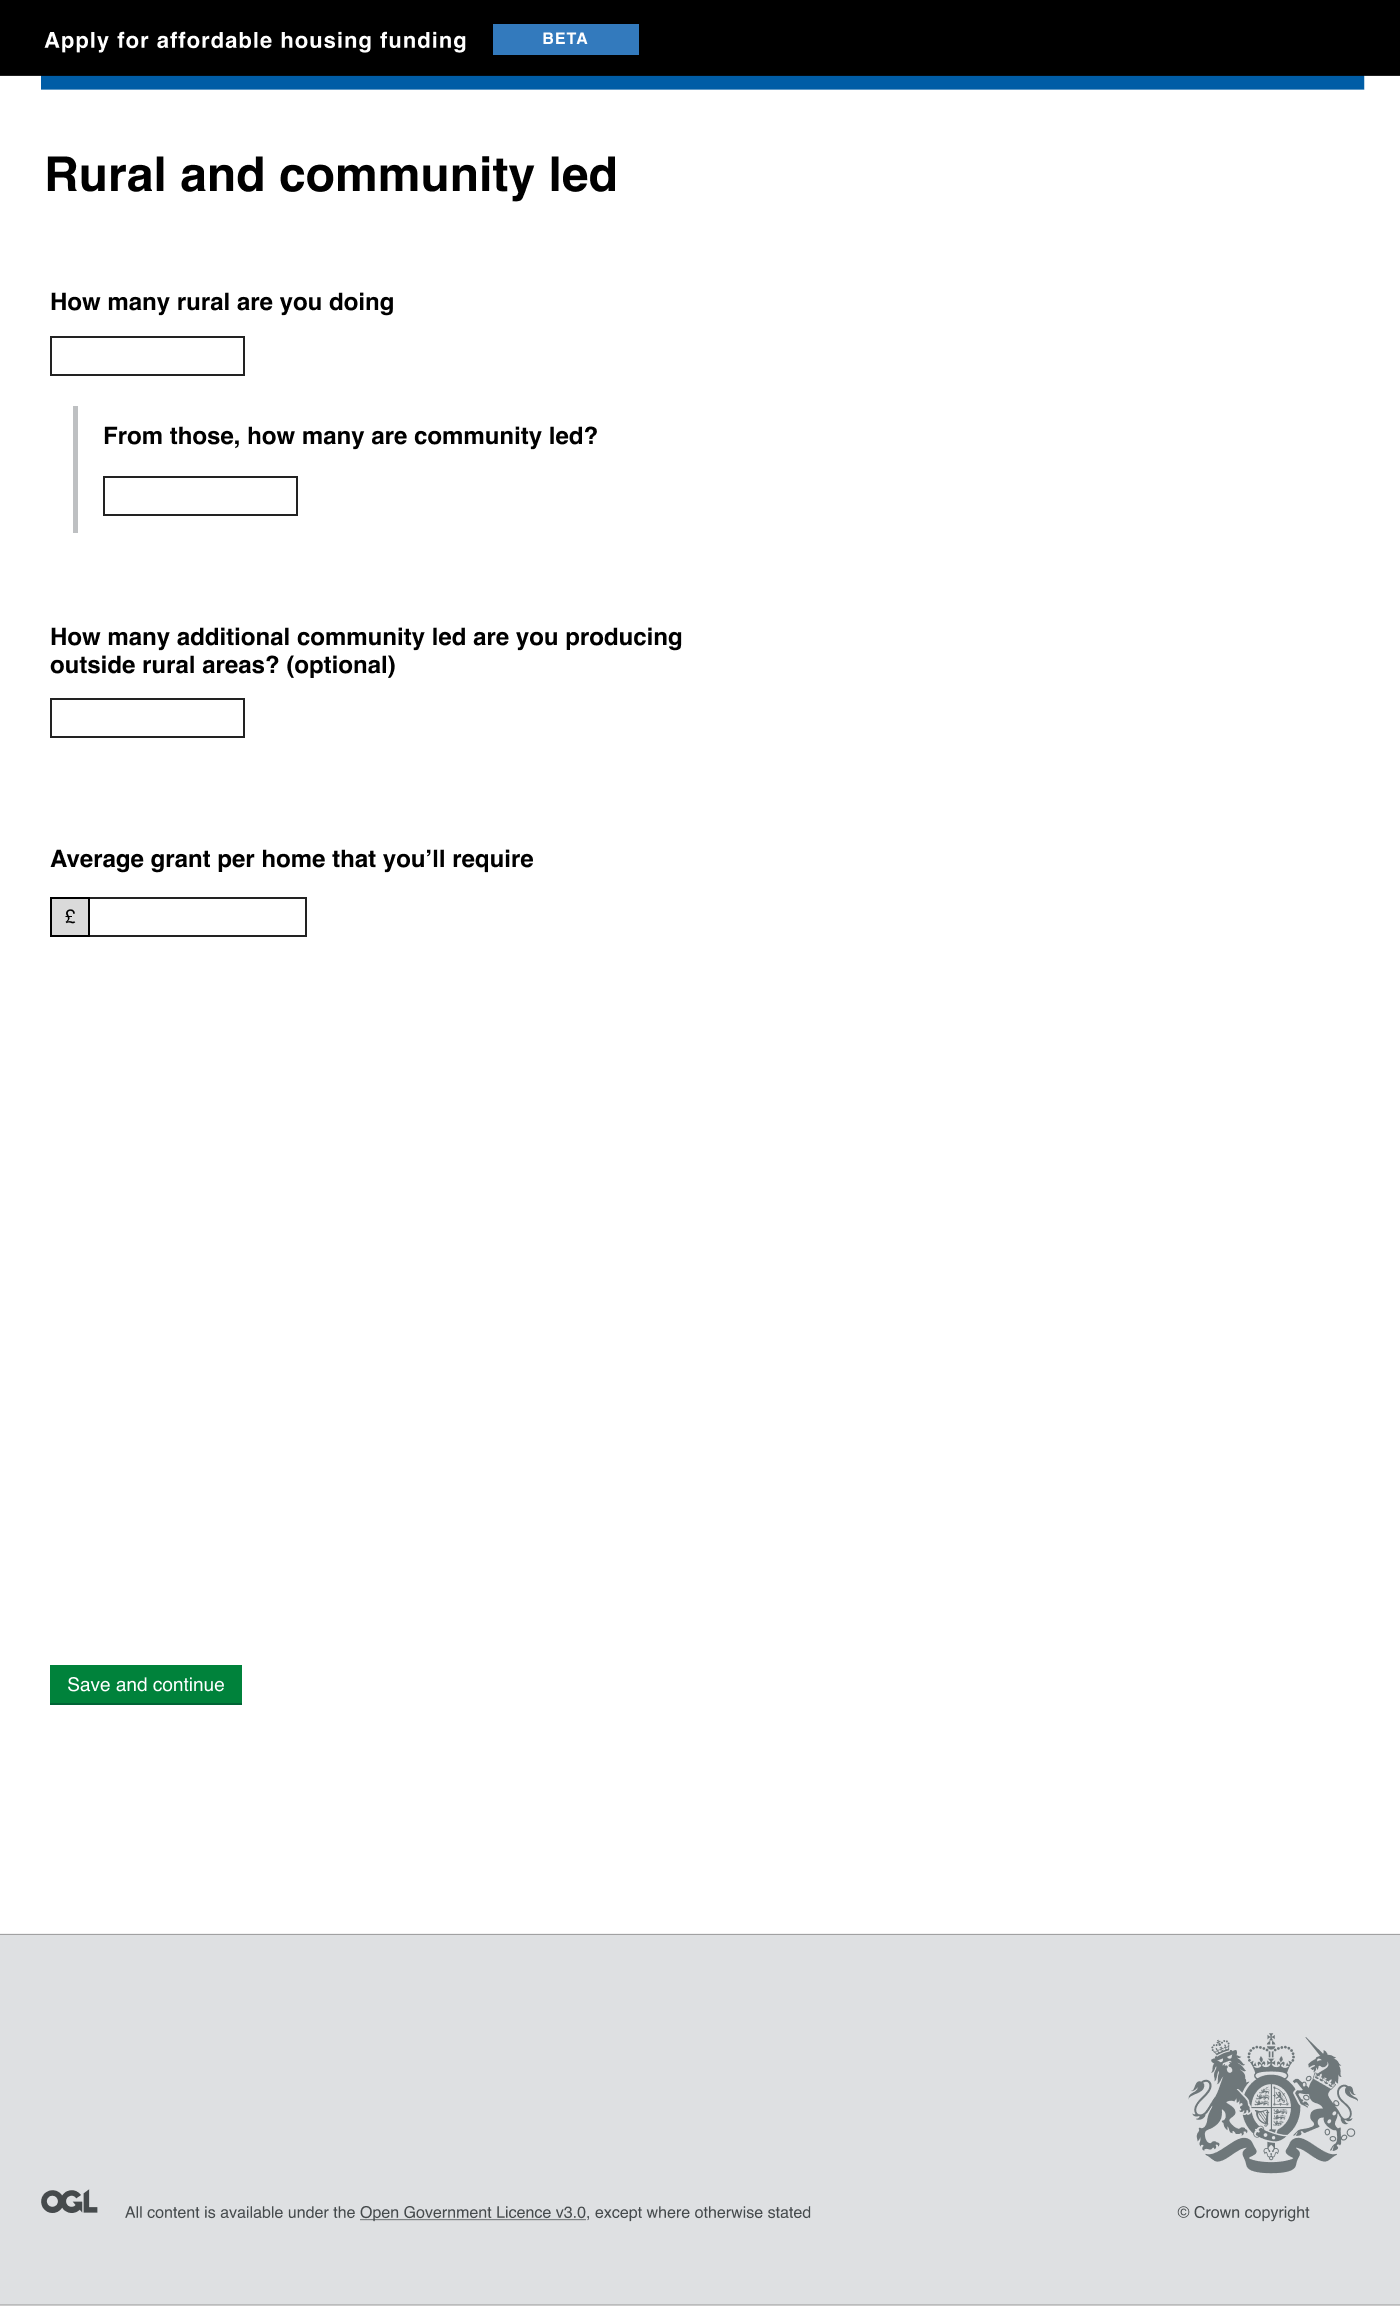 Apply for affordable housing funding BETA
Rural and community led
How many rural are you doing
From those, how many are community led?
How many additional community led are you producing
outside rural areas? (optional)
Average grant per home that you’ll require
£
Save and continue
OGL All content is available under the Open Government Licence v3.0, except where otherwise stated © Crown copyright